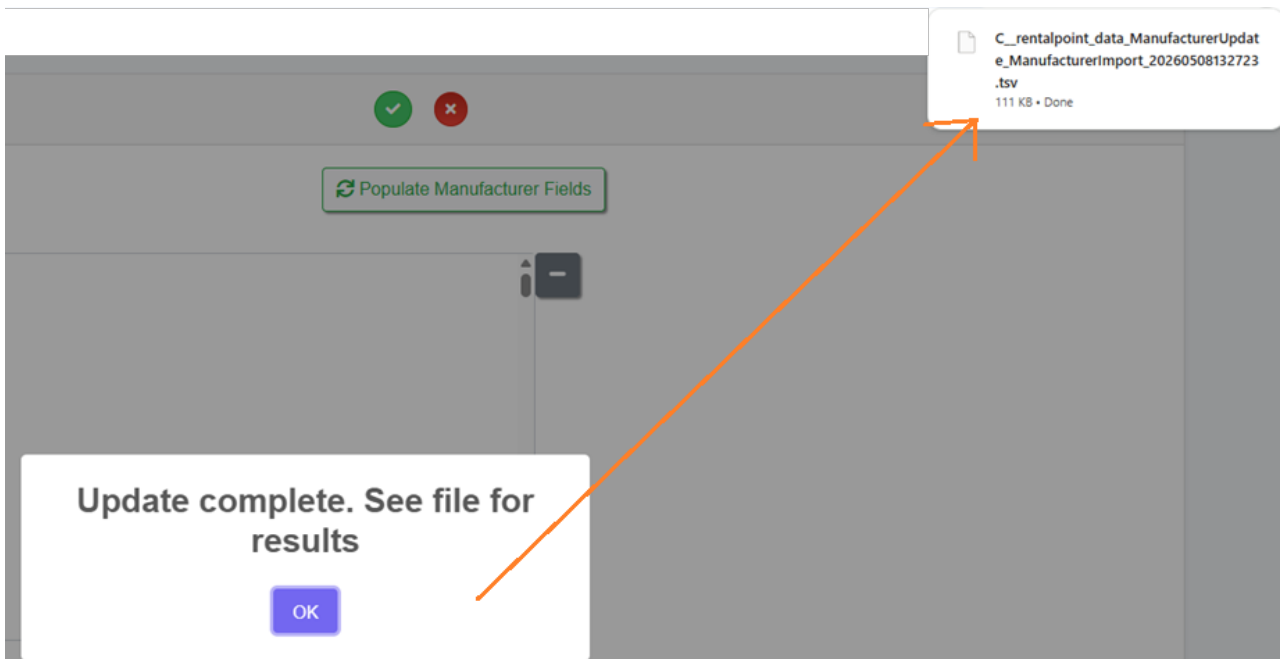 C__rentalpoint_data_ManufacturerUpdat
e_ManufacturerImport_20260508132723
.tsv
111 KB • Done
Populate Manufacturer Fields
Update complete. See file for
results
OK